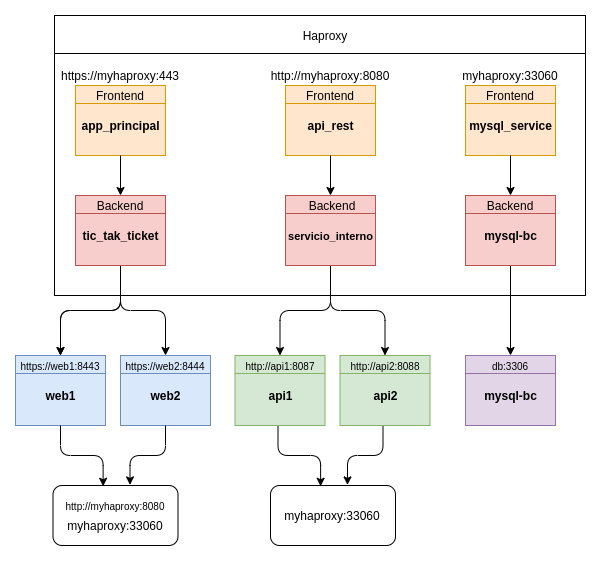 Haproxy
https://myhaproxy:443
http://myhaproxy:8080
myhaproxy:33060
Frontend
Frontend
Frontend
app_principal
api_rest
mysql_service
Backend
Backend
Backend
tic_tak_ticket
servicio_interno
mysql-bc
https://web1:8443
https://web2:8444
http://api1:8087
http://api2:8088
db:3306
web1
web2
api1
api2
mysql-bc
http://myhaproxy:8080
myhaproxy:33060
myhaproxy:33060